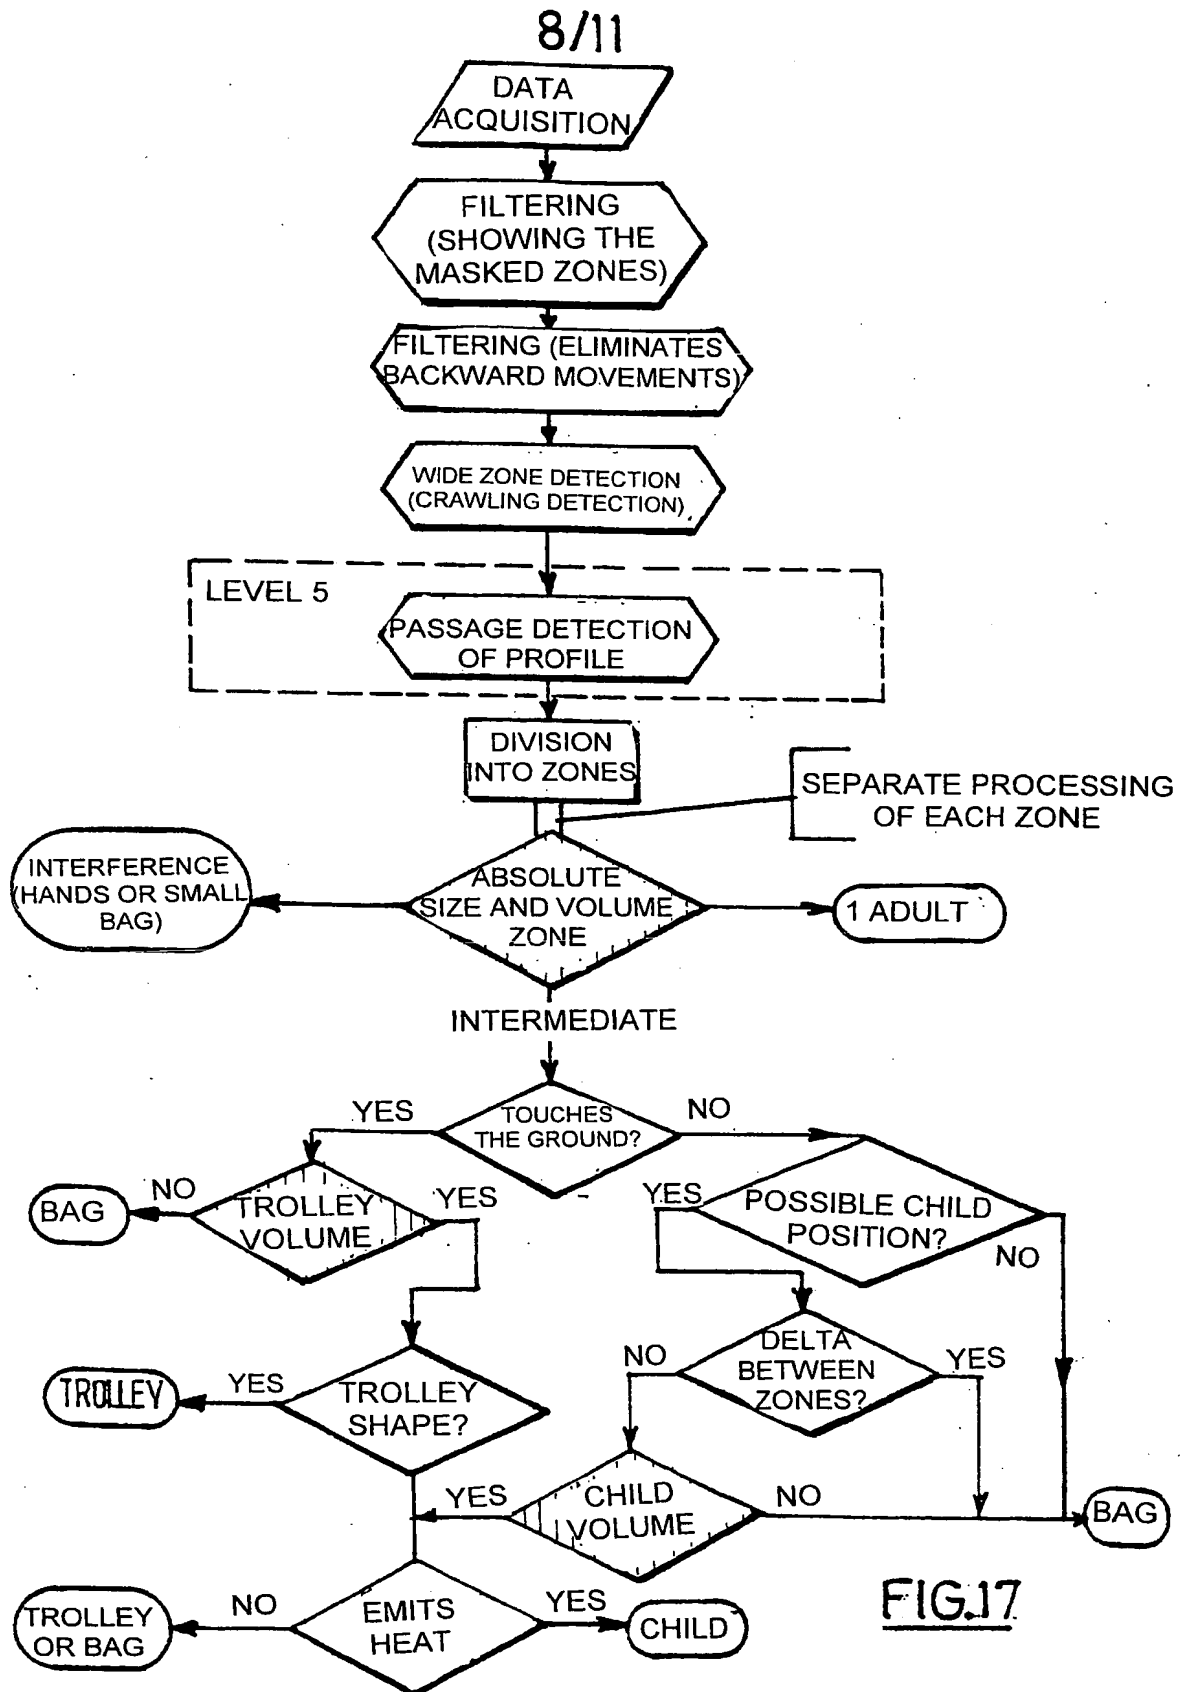 8/11
DATA
ACQUISITION
FILTERING
(SHOWING THE
MASKED ZONES)
FILTERING (ELIMINATES
BACKWARD MOVEMENTS)
WIDE ZONE DETECTION
(CRAWLING DETECTION)
LEVEL 5
PASSAGE DETECTION
OF PROFILE
DIVISION
INTO ZONES
SEPARATE PROCESSING
OF EACH ZONE
INTERFERENCE
(HANDS OR SMALL
BAG)
ABSOLUTE
SIZE AND VOLUME
ZONE
1 ADULT
INTERMEDIATE
YES
TOUCHES
THE GROUND?
NO
BAG
NO
TROLLEY
VOLUME
YES
YES
POSSIBLE CHILD
POSITION?
NO
TROLLEY
YES
TROLLEY
SHAPE?
NO
DELTA
BETWEEN
ZONES?
YES
YES
CHILD
VOLUME
NO
BAG
TROLLEY
OR BAG
NO
EMITS
HEAT
YES
CHILD
FIG.17